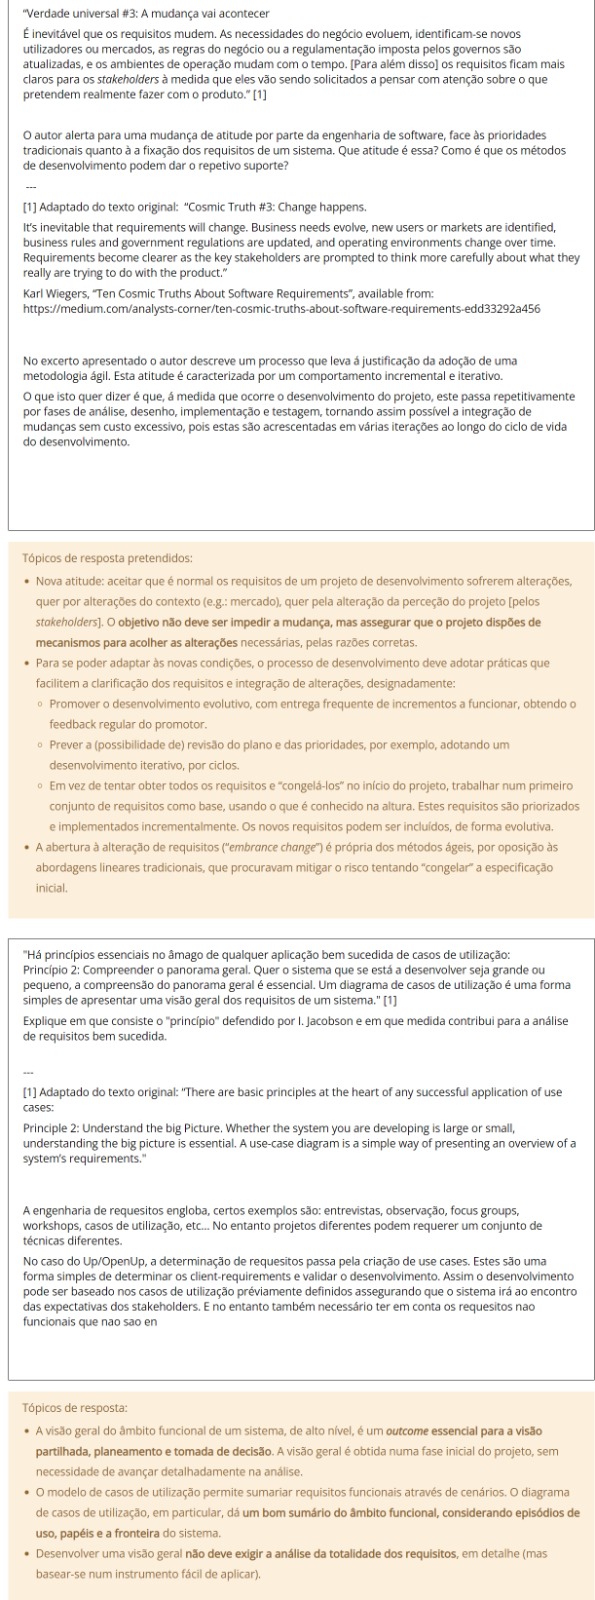 "Verdade universal #3: A mudança vai acontecer
É inevitável que os requisitos mudem. As necessidades do negócio evoluem, identificam-se novos
utilizadores ou mercados, as regras do negócio ou a regulamentação imposta pelos governos são
atualizadas, e os ambientes de operação mudam com o tempo. [Para além disso] os requisitos ficam mais
claros para os stakeholders à medida que eles vão sendo solicitados a pensar com atenção sobre o que
pretendem realmente fazer com o produto." [1]
O autor alerta para uma mudança de atitude por parte da engenharia de software, face às prioridades
tradicionais quanto à a fixação dos requisitos de um sistema. Que atitude é essa? Como é que os métodos
de desenvolvimento podem dar o repetivo suporte?
---
[1] Adaptado do texto original: "Cosmic Truth #3: Change happens.
It's inevitable that requirements will change. Business needs evolve, new users or markets are identified,
business rules and government regulations are updated, and operating environments change over time.
Requirements become clearer as the key stakeholders are prompted to think more carefully about what they
really are trying to do with the product."
Karl Wiegers, "Ten Cosmic Truths About Software Requirements", available from:
https://medium.com/analysts-corner/ten-cosmic-truths-about-software-requirements-edd33292a456
No excerto apresentado o autor descreve um processo que leva á justificação da adoção de uma
metodologia ágil. Esta atitude é caracterizada por um comportamento incremental e iterativo.
O que isto quer dizer é que, á medida que ocorre o desenvolvimento do projeto, este passa repetitivamente
por fases de análise, desenho, implementação e testagem, tornando assim possível a integração de
mudanças sem custo excessivo, pois estas são acrescentadas em várias iterações ao longo do ciclo de vida
do desenvolvimento.
Tópicos de resposta pretendidos:
• Nova atitude: aceitar que é normal os requisitos de um projeto de desenvolvimento sofrerem alterações,
quer por alterações do contexto (e.g.: mercado), quer pela alteração da perceção do projeto [pelos
stakeholders]. O objetivo não deve ser impedir a mudança, mas assegurar que o projeto dispões de
mecanismos para acolher as alterações necessárias, pelas razões corretas.
• Para se poder adaptar às novas condições, o processo de desenvolvimento deve adotar práticas que
facilitem a clarificação dos requisitos e integração de alterações, designadamente:
◦ Promover o desenvolvimento evolutivo, com entrega frequente de incrementos a funcionar, obtendo o
feedback regular do promotor.
◦ Prever a (possibilidade de) revisão do plano e das prioridades, por exemplo, adotando um
desenvolvimento iterativo, por ciclos.
◦ Em vez de tentar obter todos os requisitos e "congelá-los" no início do projeto, trabalhar num primeiro
conjunto de requisitos como base, usando o que é conhecido na altura. Estes requisitos são priorizados
e implementados incrementalmente. Os novos requisitos podem ser incluídos, de forma evolutiva.
• A abertura à alteração de requisitos ("embrance change") é própria dos métodos ágeis, por oposição às
abordagens lineares tradicionais, que procuravam mitigar o risco tentando "congelar" a especificação
inicial.
"Há princípios essenciais no âmago de qualquer aplicação bem sucedida de casos de utilização:
Princípio 2: Compreender o panorama geral. Quer o sistema que se está a desenvolver seja grande ou
pequeno, a compreensão do panorama geral é essencial. Um diagrama de casos de utilização é uma forma
simples de apresentar uma visão geral dos requisitos de um sistema." [1]
Explique em que consiste o "princípio" defendido por I. Jacobson e em que medida contribui para a análise
de requisitos bem sucedida.
---
[1] Adaptado do texto original: "There are basic principles at the heart of any successful application of use
cases:
Principle 2: Understand the big Picture. Whether the system you are developing is large or small,
understanding the big picture is essential. A use-case diagram is a simple way of presenting an overview of a
system's requirements."
A engenharia de requesitos engloba, certos exemplos são: entrevistas, observação, focus groups,
workshops, casos de utilização, etc... No entanto projetos diferentes podem requerer um conjunto de
técnicas diferentes.
No caso do Up/OpenUp, a determinação de requesitos passa pela criação de use cases. Estes são uma
forma simples de determinar os client-requirements e validar o desenvolvimento. Assim o desenvolvimento
pode ser baseado nos casos de utilização préviamente definidos assegurando que o sistema irá ao encontro
das expectativas dos stakeholders. E no entanto também necessário ter em conta os requesitos nao
funcionais que nao sao en
Tópicos de resposta:
• A visão geral do âmbito funcional de um sistema, de alto nível, é um outcome essencial para a visão
partilhada, planeamento e tomada de decisão. A visão geral é obtida numa fase inicial do projeto, sem
necessidade de avançar detalhadamente na análise.
• O modelo de casos de utilização permite sumariar requisitos funcionais através de cenários. O diagrama
de casos de utilização, em particular, dá um bom sumário do âmbito funcional, considerando episódios de
uso, papéis e a fronteira do sistema.
• Desenvolver uma visão geral não deve exigir a análise da totalidade dos requisitos, em detalhe (mas
basear-se num instrumento fácil de aplicar).